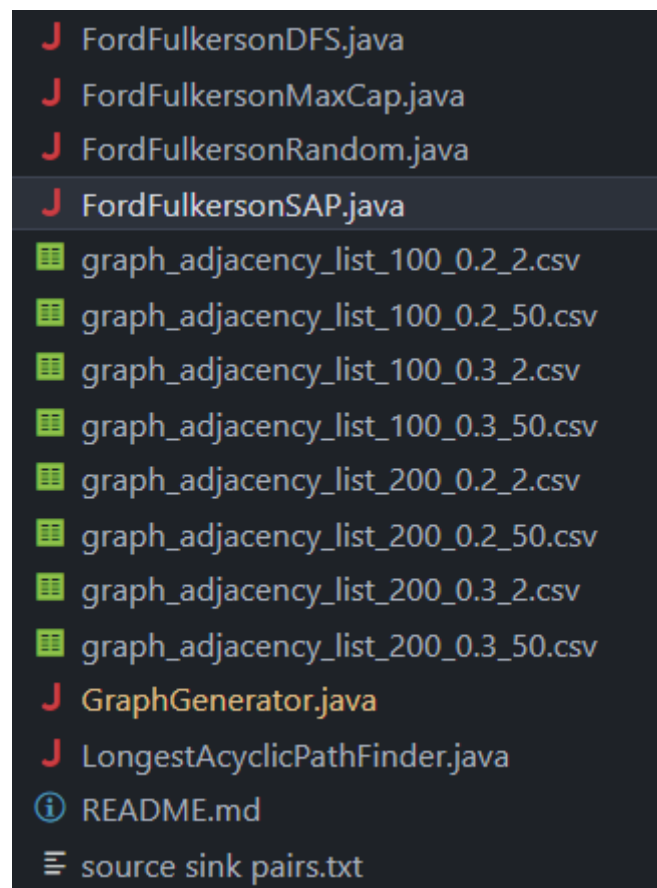 J FordFulkersonDFS.java
J FordFulkersonMaxCap.java
J FordFulkersonRandom.java
J FordFulkersonSAP.java
graph_adjacency_list_100_0.2_2.csv
graph_adjacency_list_100_0.2_50.csv
graph_adjacency_list_100_0.3_2.csv
graph_adjacency_list_100_0.3_50.csv
graph_adjacency_list_200_0.2_2.csv
graph_adjacency_list_200_0.2_50.csv
graph_adjacency_list_200_0.3_2.csv
graph_adjacency_list_200_0.3_50.csv
J GraphGenerator.java
J LongestAcyclicPathFinder.java
README.md
source sink pairs.txt